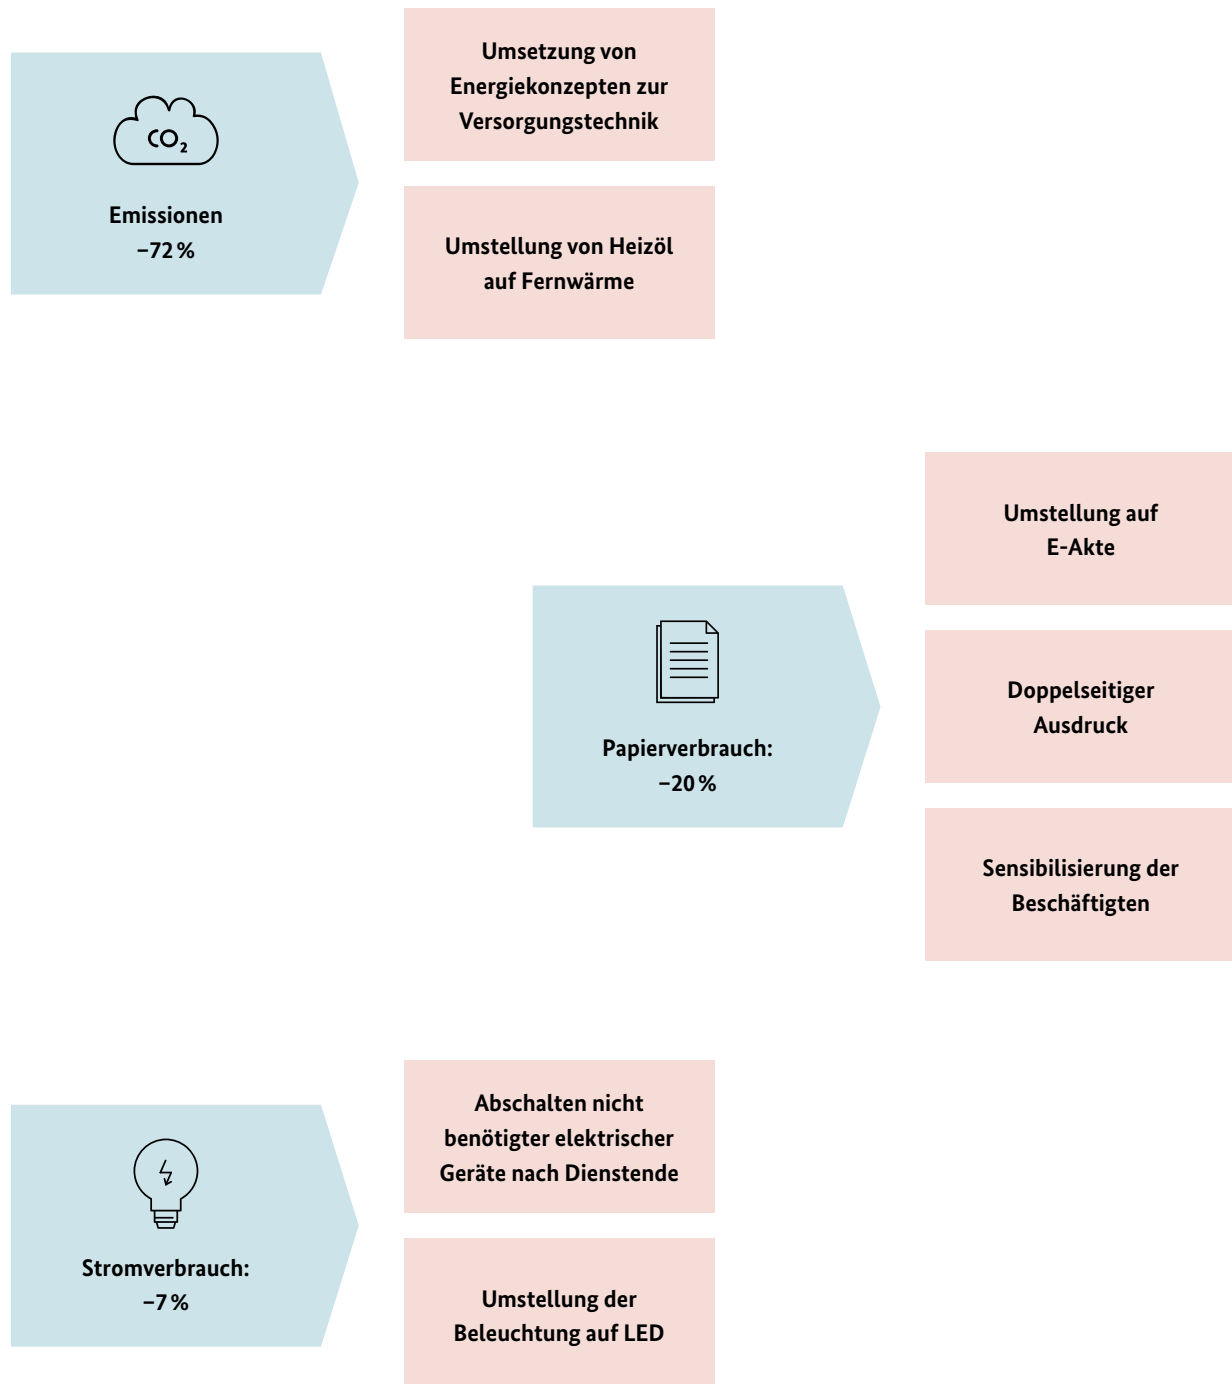 CO₂
Emissionen
–72 %
Umsetzung von
Energiekonzepten zur
Versorgungstechnik
Umstellung von Heizöl
auf Fernwärme
Papierverbrauch:
–20 %
Umstellung auf
E-Akte
Doppelseitiger
Ausdruck
Sensibilisierung der
Beschäftigten
Stromverbrauch:
–7 %
Abschalten nicht
benötigter elektrischer
Geräte nach Dienstende
Umstellung der
Beleuchtung auf LED